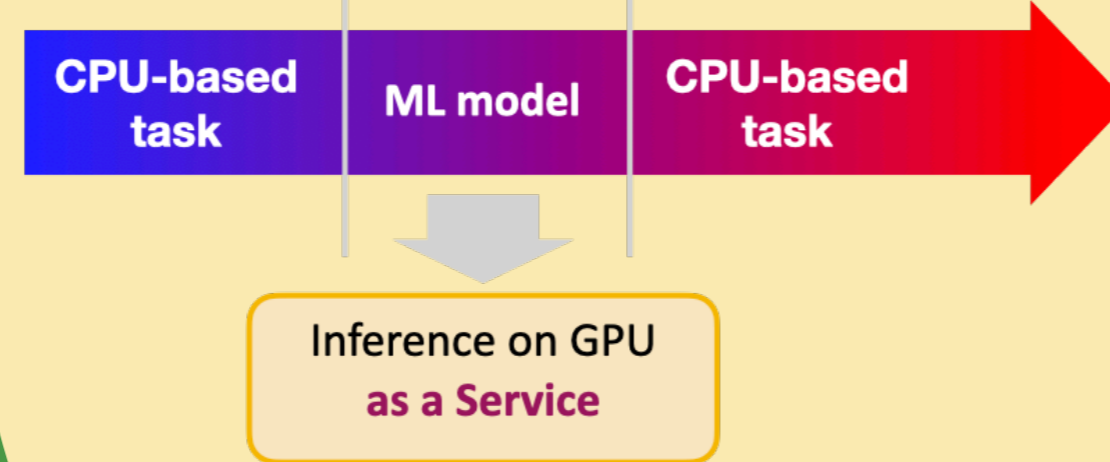 CPU-based
task
ML model
CPU-based
task
Inference on GPU
as a Service